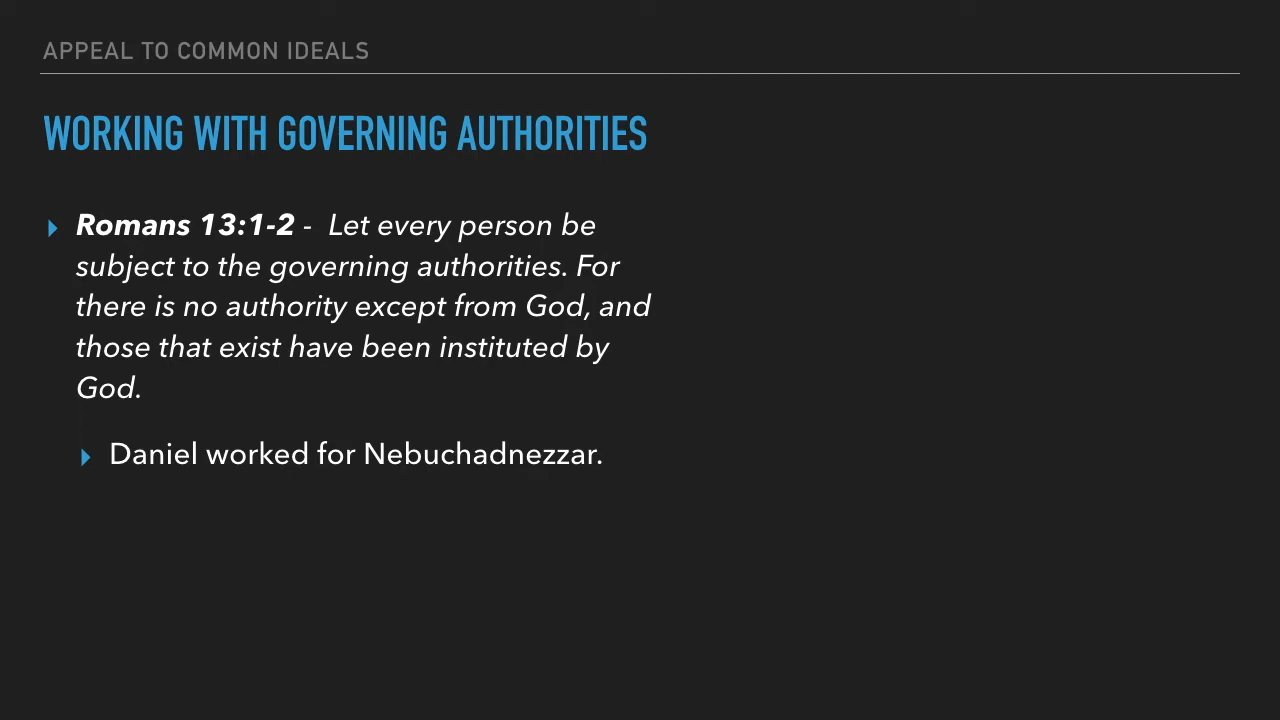 APPEAL TO COMMON IDEALS
WORKING WITH GOVERNING AUTHORITIES
Romans 13:1-2 - Let every person be
subject to the governing authorities. For
there is no authority except from God, and
those that exist have been instituted by
God.
Daniel worked for Nebuchadnezzar.